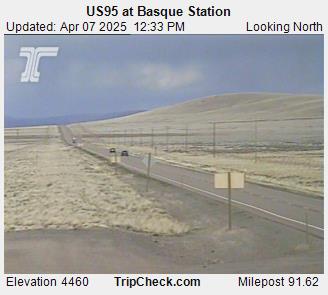 US95 at Basque Station
Updated: Apr 07 2025 12:33 PM Looking North
Elevation 4460 TripCheck.com Milepost 91.62